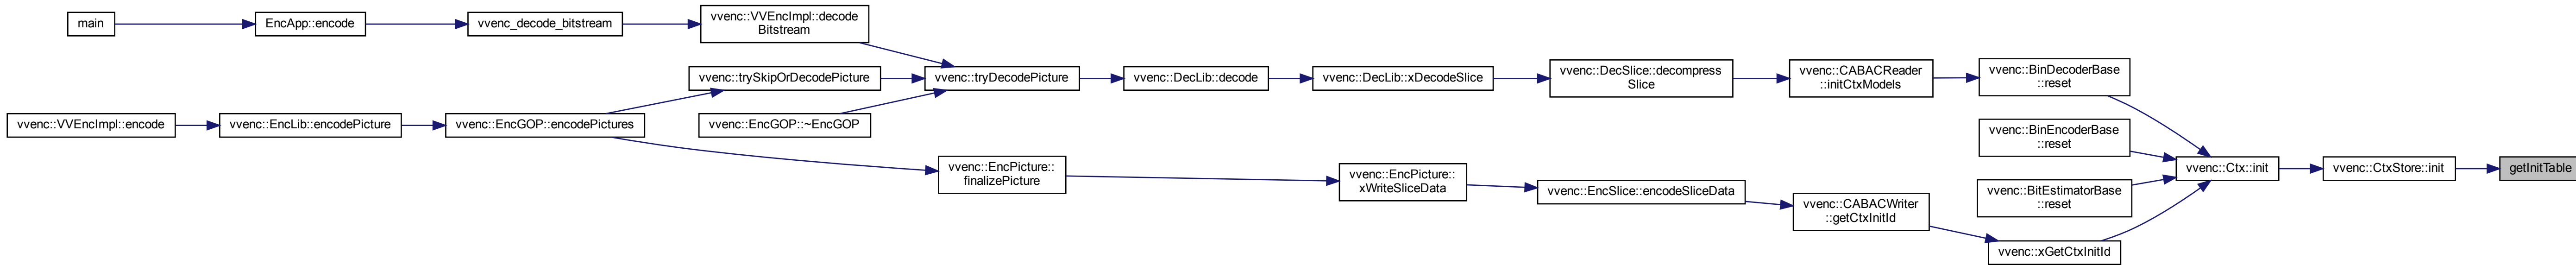 main
EncApp::encode
vvenc_decode_bitstream
vvenc::VVEncImpl::decode
Bitstream
vvenc::trySkipOrDecodePicture
vvenc::tryDecodePicture
vvenc::DecLib::decode
vvenc::DecLib::xDecodeSlice
vvenc::DecSlice::decompress
Slice
vvenc::CABACReader
::initCtxModels
vvenc::BinDecoderBase
::reset
vvenc::VVEncImpl::encode
vvenc::EncLib::encodePicture
vvenc::EncGOP::encodePictures
vvenc::EncGOP::~EncGOP
vvenc::BinEncoderBase
::reset
vvenc::EncPicture::
finalizePicture
vvenc::EncPicture::
xWriteSliceData
vvenc::EncSlice::encodeSliceData
vvenc::CABACWriter
::getCtxInitId
vvenc::BitEstimatorBase
::reset
vvenc::xGetCtxInitId
vvenc::Ctx::init
vvenc::CtxStore::init
getInitTable